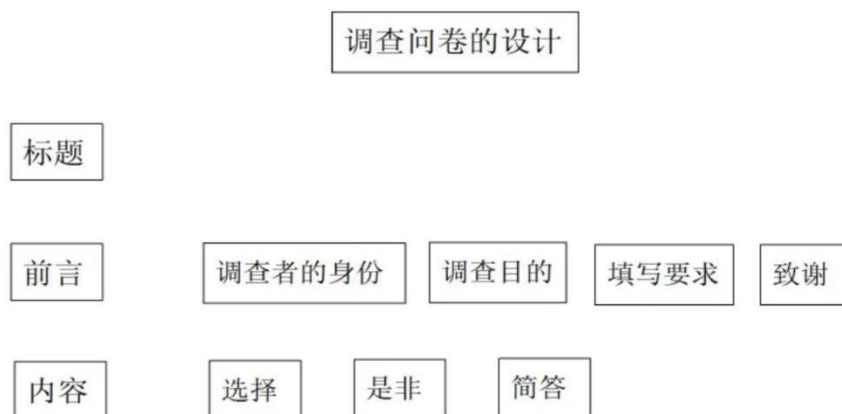 调查问卷的设计
标题
前言 调查者的身份 调查目的 填写要求 致谢
内容 选择 是非 简答